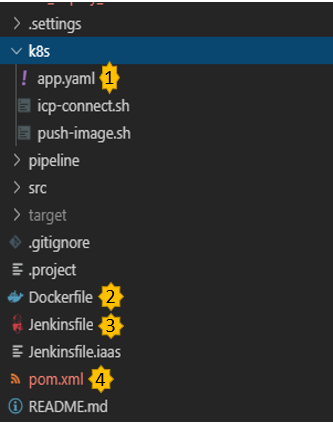 .settings
k8s
! app.yaml 1
icp-connect.sh
push-image.sh
pipeline
src
target
.gitignore
.project
Dockerfile 2
Jenkinsfile 3
Jenkinsfile.iaas
pom.xml 4
README.md